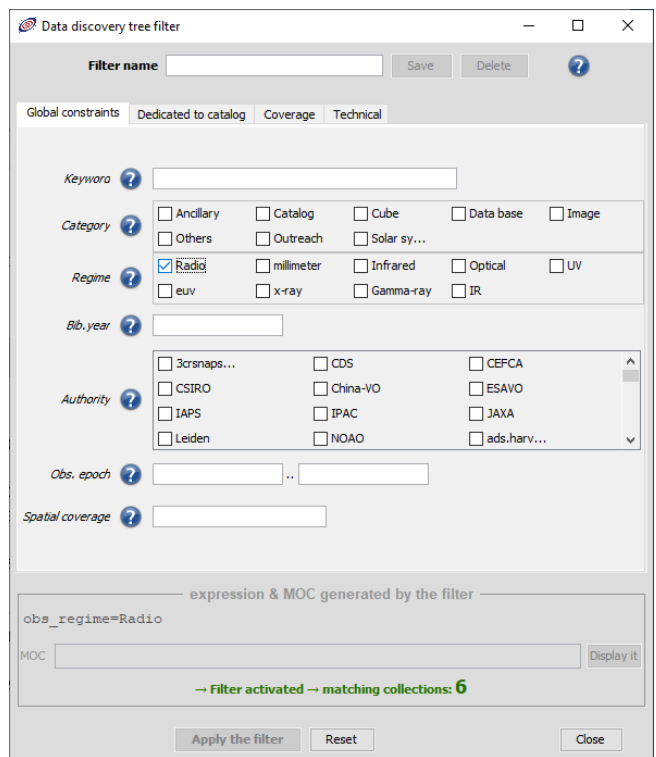 Data discovery tree filter
Filter name Save Delete ?
Global constraints Dedicated to catalog Coverage Technical
Keyword ?
Category ? Ancillary Catalog Cube Data base Image
Others Outreach Solar sy...
Regime ? Radio millimeter Infrared Optical UV
euv x-ray Gamma-ray IR
Bib.year ?
Authority ? 3crsnaps... CDS CEFCA
CSIRO China-VO ESAVO
IAPS IPAC JAXA
Leiden NOAO ads.harv...
Obs. epoch ? ..
Spatial coverage ?
expression & MOC generated by the filter
obs_regime=Radio
MOC Display it
→ Filter activated → matching collections: 6
Apply the filter Reset Close